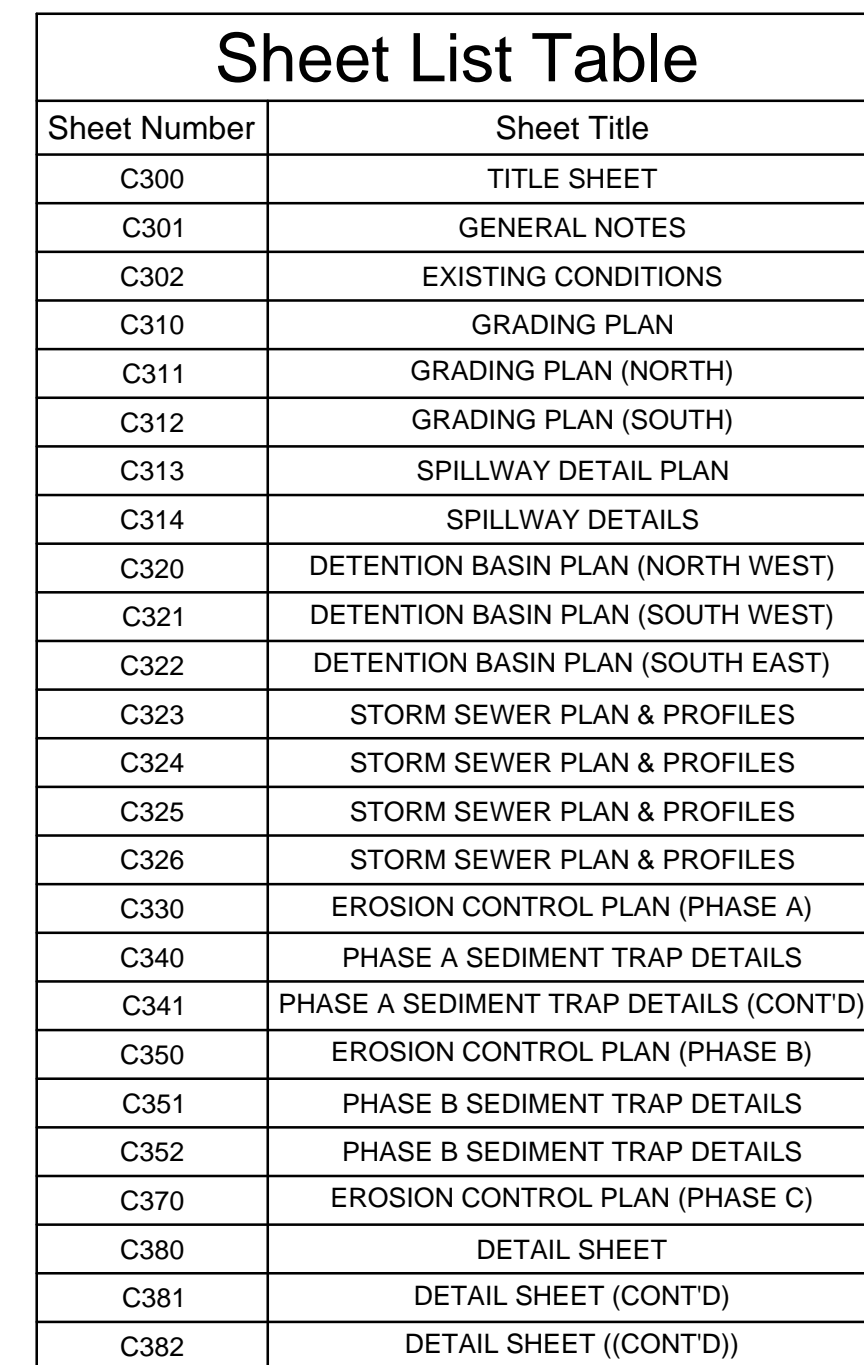 Sheet List Table
Sheet Number Sheet Title
C300 TITLE SHEET
C301 GENERAL NOTES
C302 EXISTING CONDITIONS
C310 GRADING PLAN
C311 GRADING PLAN (NORTH)
C312 GRADING PLAN (SOUTH)
C313 SPILLWAY DETAIL PLAN
C314 SPILLWAY DETAILS
C320 DETENTION BASIN PLAN (NORTH WEST)
C321 DETENTION BASIN PLAN (SOUTH WEST)
C322 DETENTION BASIN PLAN (SOUTH EAST)
C323 STORM SEWER PLAN & PROFILES
C324 STORM SEWER PLAN & PROFILES
C325 STORM SEWER PLAN & PROFILES
C326 STORM SEWER PLAN & PROFILES
C330 EROSION CONTROL PLAN (PHASE A)
C340 PHASE A SEDIMENT TRAP DETAILS
C341 PHASE A SEDIMENT TRAP DETAILS (CONT'D)
C350 EROSION CONTROL PLAN (PHASE B)
C351 PHASE B SEDIMENT TRAP DETAILS
C352 PHASE B SEDIMENT TRAP DETAILS
C370 EROSION CONTROL PLAN (PHASE C)
C380 DETAIL SHEET
C381 DETAIL SHEET (CONT'D)
C382 DETAIL SHEET ((CONT'D))